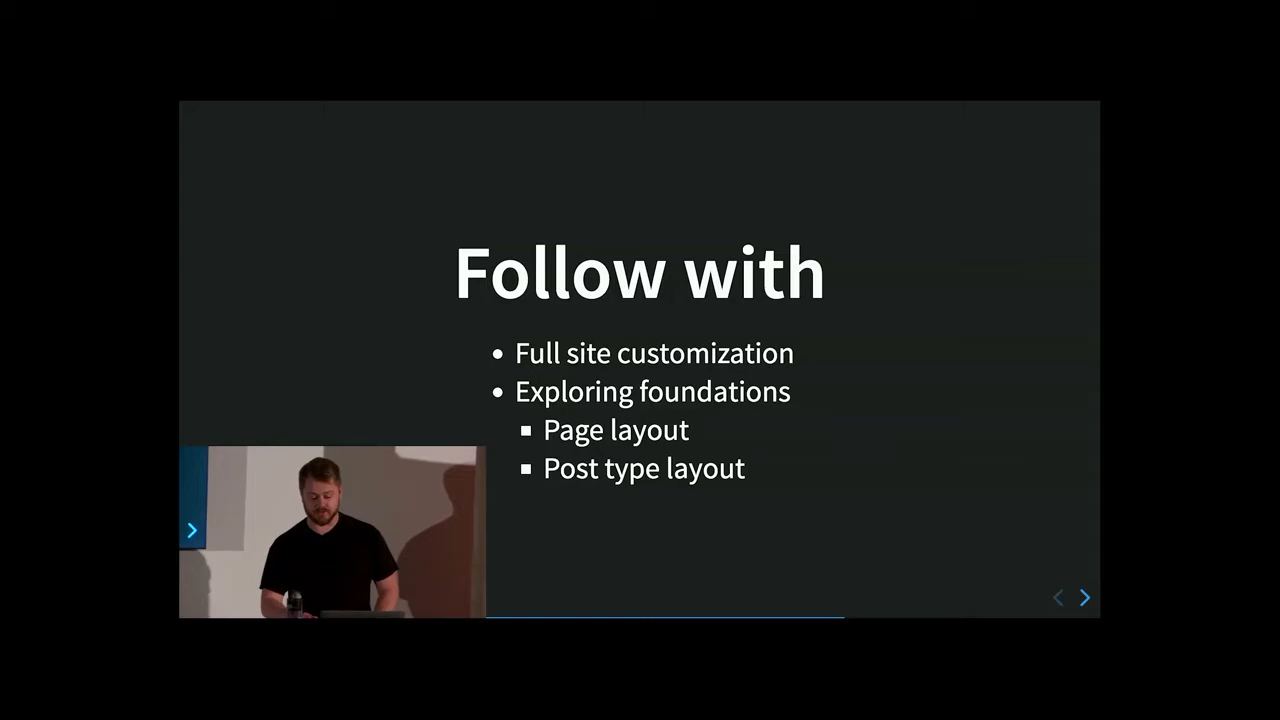 Follow with
Full site customization
Exploring foundations
Page layout
Post type layout